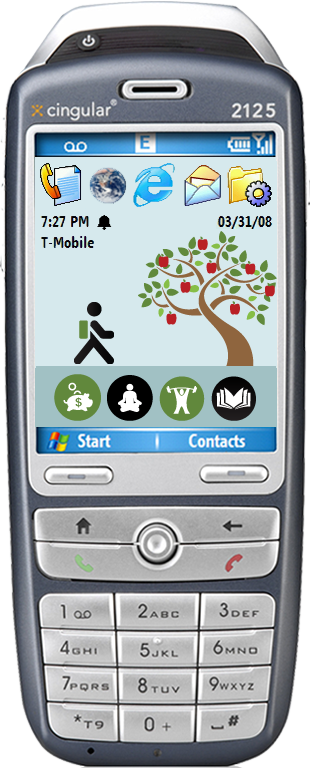 cingular®
2125
E
7:27 PM 03/31/08
T-Mobile
$
Start Contacts
1
2ABC
3DEF
4GHI
5JKL
6MNO
7PQRS
8TUV
9WXYZ
*T9
0 +
#